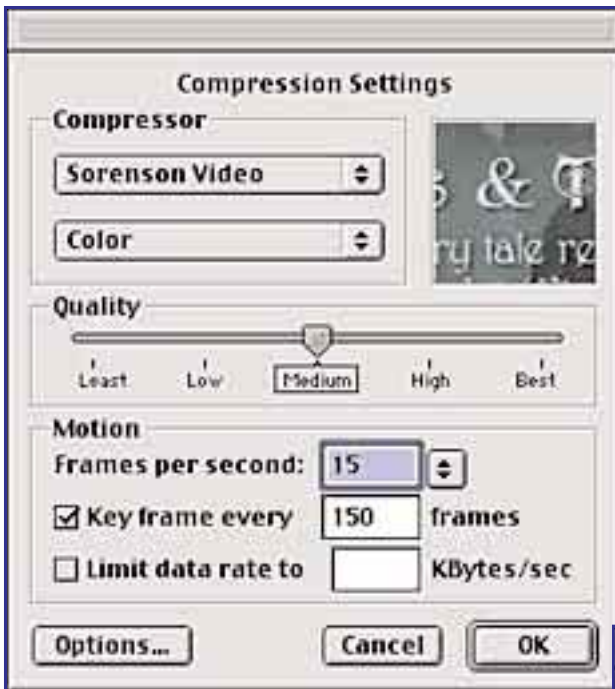 Compression Settings
Compressor
Sorenson Video
Color
& T
ry tale re
Quality
Least Low Medium High Best
Motion
Frames per second: 15
Key frame every 150 frames
Limit data rate to KBytes/sec
Options... Cancel OK